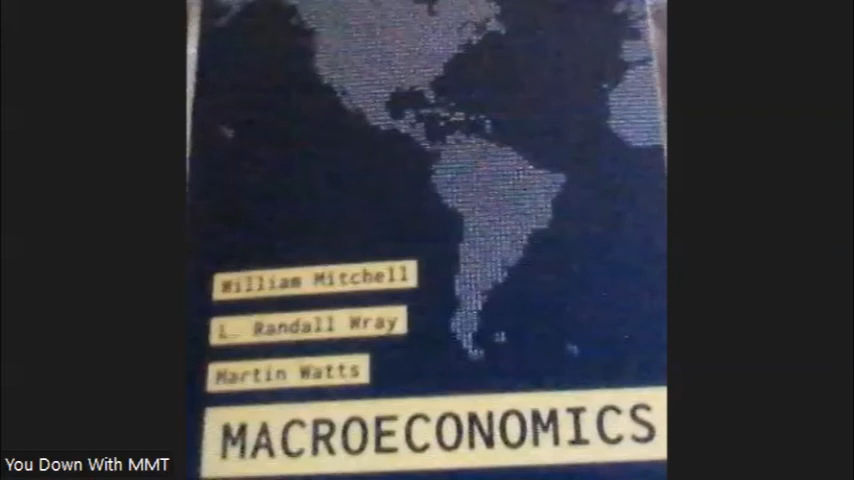 William Mitchell
L. Randall Wray
Martin Watts
MACROECONOMICS
You Down With MMT